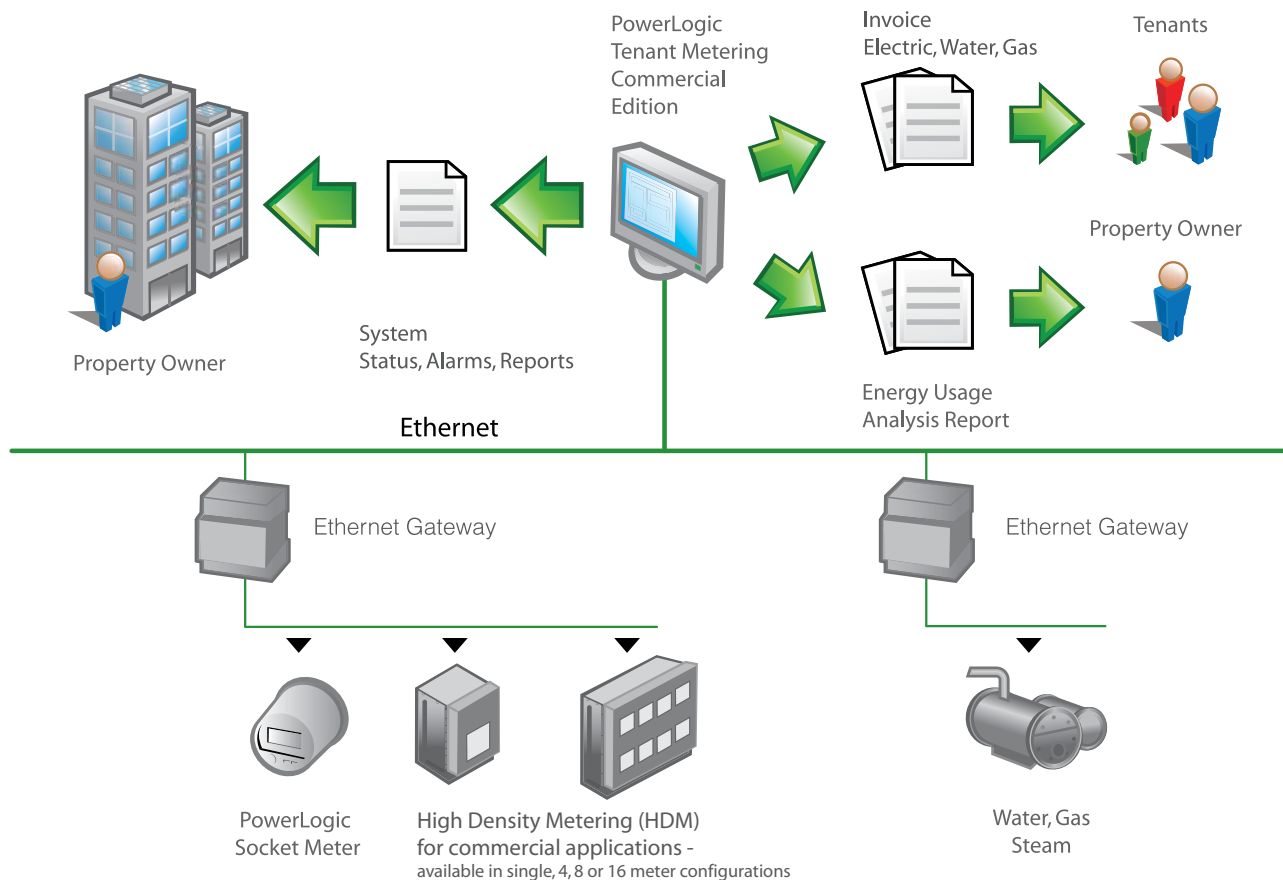 PowerLogic
Tenant Metering
Commercial
Edition
Invoice
Electric, Water, Gas
Tenants
Property Owner
Property Owner
System
Status, Alarms, Reports
Energy Usage
Analysis Report
Ethernet
Ethernet Gateway
Ethernet Gateway
PowerLogic
Socket Meter
High Density Metering (HDM)
for commercial applications -
available in single, 4, 8 or 16 meter configurations
Water, Gas
Steam